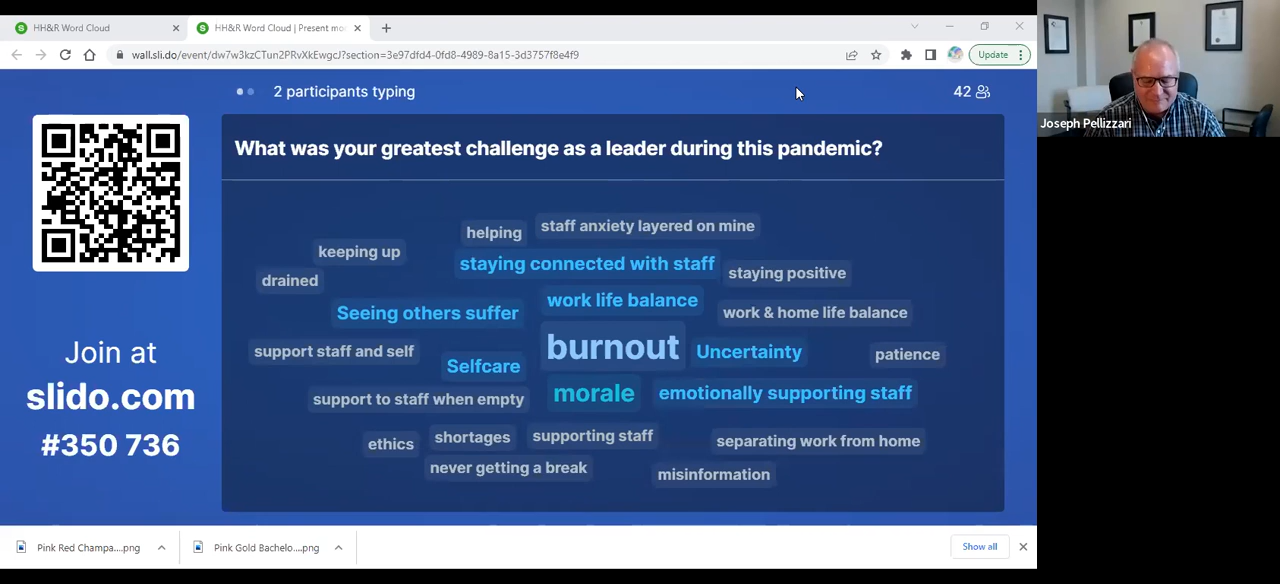 HH&R Word Cloud
HH&R Word Cloud | Present mo
wall.sli.do/event/dw7w3kzCTun2PRvXkEwgcJ?section=3e97dfd4-0fd8-4989-8a15-3d3757f8e4f9
Update
2 participants typing
42
Joseph Pellizzari
What was your greatest challenge as a leader during this pandemic?
helping
staff anxiety layered on mine
keeping up
staying connected with staff
staying positive
drained
work life balance
Seeing others suffer
work & home life balance
burnout
support staff and self
Uncertainty
patience
Selfcare
morale
emotionally supporting staff
support to staff when empty
ethics
shortages
supporting staff
separating work from home
never getting a break
misinformation
Join at
slido.com
#350 736
Pink Red Champa....png
Pink Gold Bachelo....png
Show all